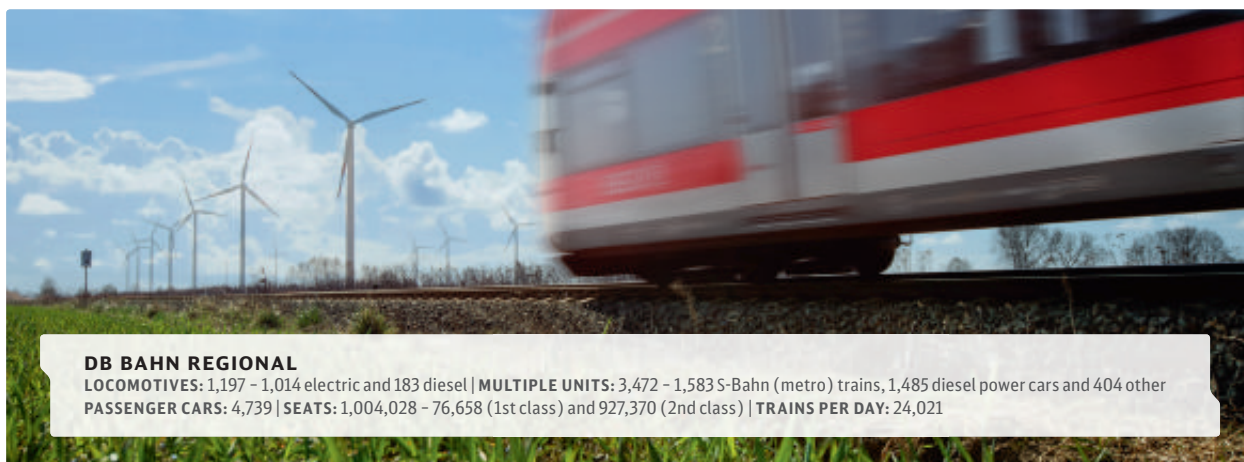 DB BAHN REGIONAL
LOCOMOTIVES: 1,197 – 1,014 electric and 183 diesel | MULTIPLE UNITS: 3,472 – 1,583 S-Bahn (metro) trains, 1,485 diesel power cars and 404 other
PASSENGER CARS: 4,739 | SEATS: 1,004,028 – 76,658 (1st class) and 927,370 (2nd class) | TRAINS PER DAY: 24,021